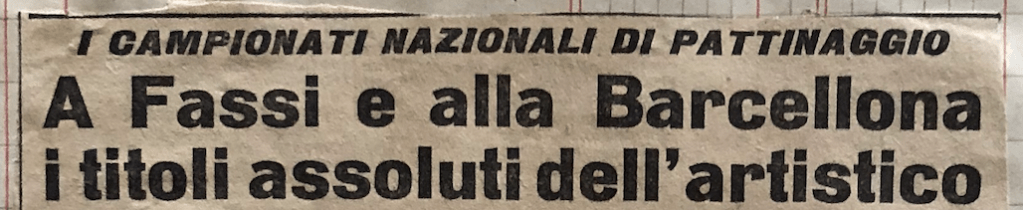 I CAMPIONATI NAZIONALI DI PATTINAGGIO
A Fassi e alla Barcellona
i titoli assoluti dell'artistico